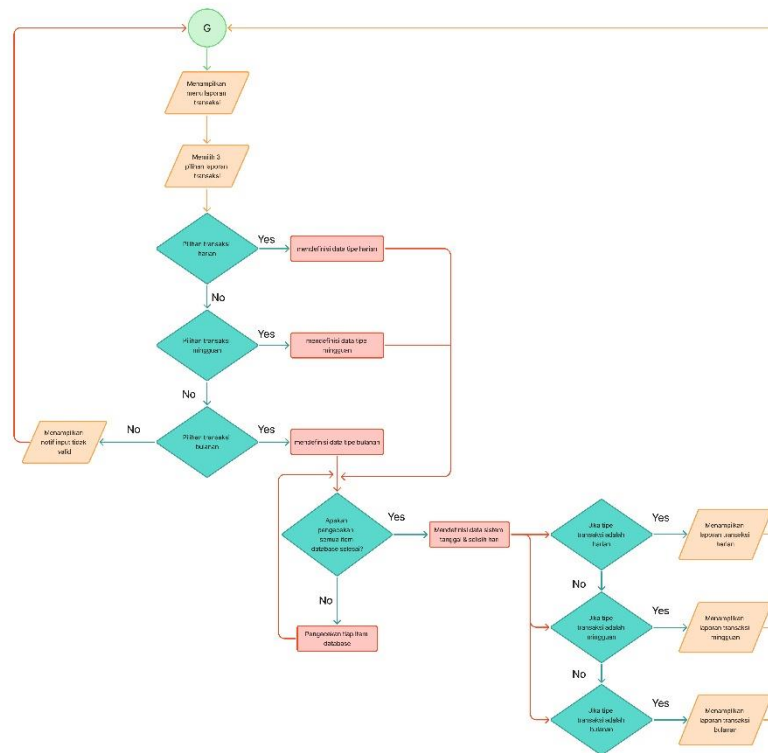 G
Menampilkan
menu laporan
transaksi
Memilih 3
pilihan laporan
transaksi
Pilihan transaksi
harian
Yes
mendefinisi data tipe harian
No
Pilihan transaksi
mingguan
Yes
mendefinisi data tipe
mingguan
No
Pilihan transaksi
bulanan
Yes
mendefinisi data tipe bulanan
No
Menampilkan
notif input tidak
valid
Apakah
pengecekan
semua item
database selesai?
Yes
Mendefinisi data sistem
tanggal & selisih hari
No
Pengecekan tiap item
database
Jika tipe
transaksi adalah
harian
Yes
Menampilkan
laporan transaksi
harian
No
Jika tipe
transaksi adalah
mingguan
Yes
Menampilkan
laporan transaksi
mingguan
No
Jika tipe
transaksi adalah
bulanan
Yes
Menampilkan
laporan transaksi
bulanan